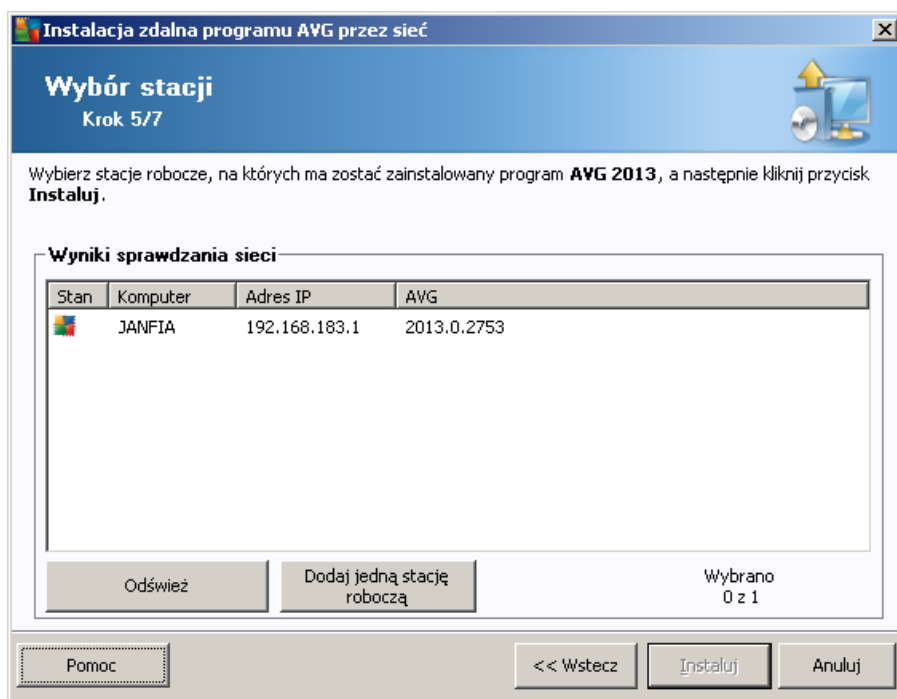 Instalacja zdalna programu AVG przez sieć
Wybór stacji
Krok 5/7
Wybierz stacje robocze, na których ma zostać zainstalowany program AVG 2013, a następnie kliknij przycisk
Instaluj.
Wyniki sprawdzania sieci
Stan Komputer Adres IP AVG
JANFIA 192.168.183.1 2013.0.2753
Odśwież
Dodaj jedną stację
roboczą
Wybrano
0 z 1
Pomoc
<< Wstecz
Instaluj
Anuluj